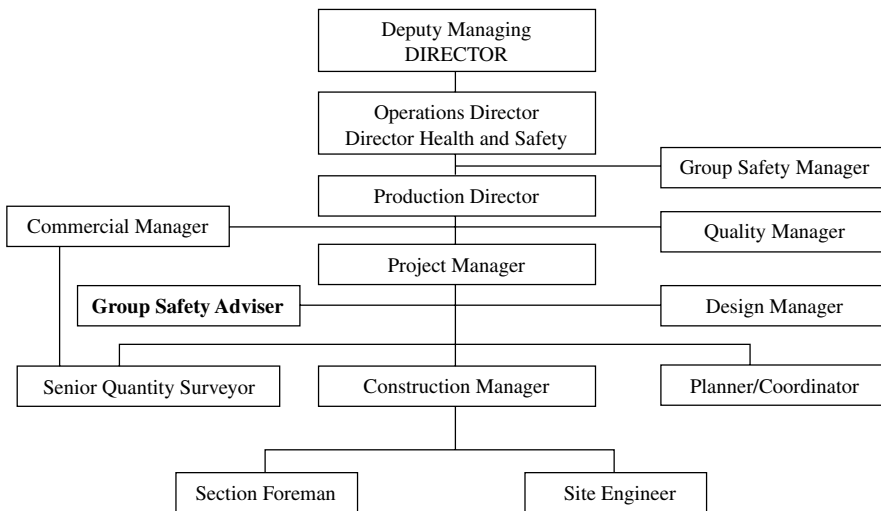 Deputy Managing
DIRECTOR
Operations Director
Director Health and Safety
Group Safety Manager
Production Director
Commercial Manager
Quality Manager
Project Manager
Group Safety Adviser
Design Manager
Senior Quantity Surveyor
Construction Manager
Planner/Coordinator
Section Foreman
Site Engineer